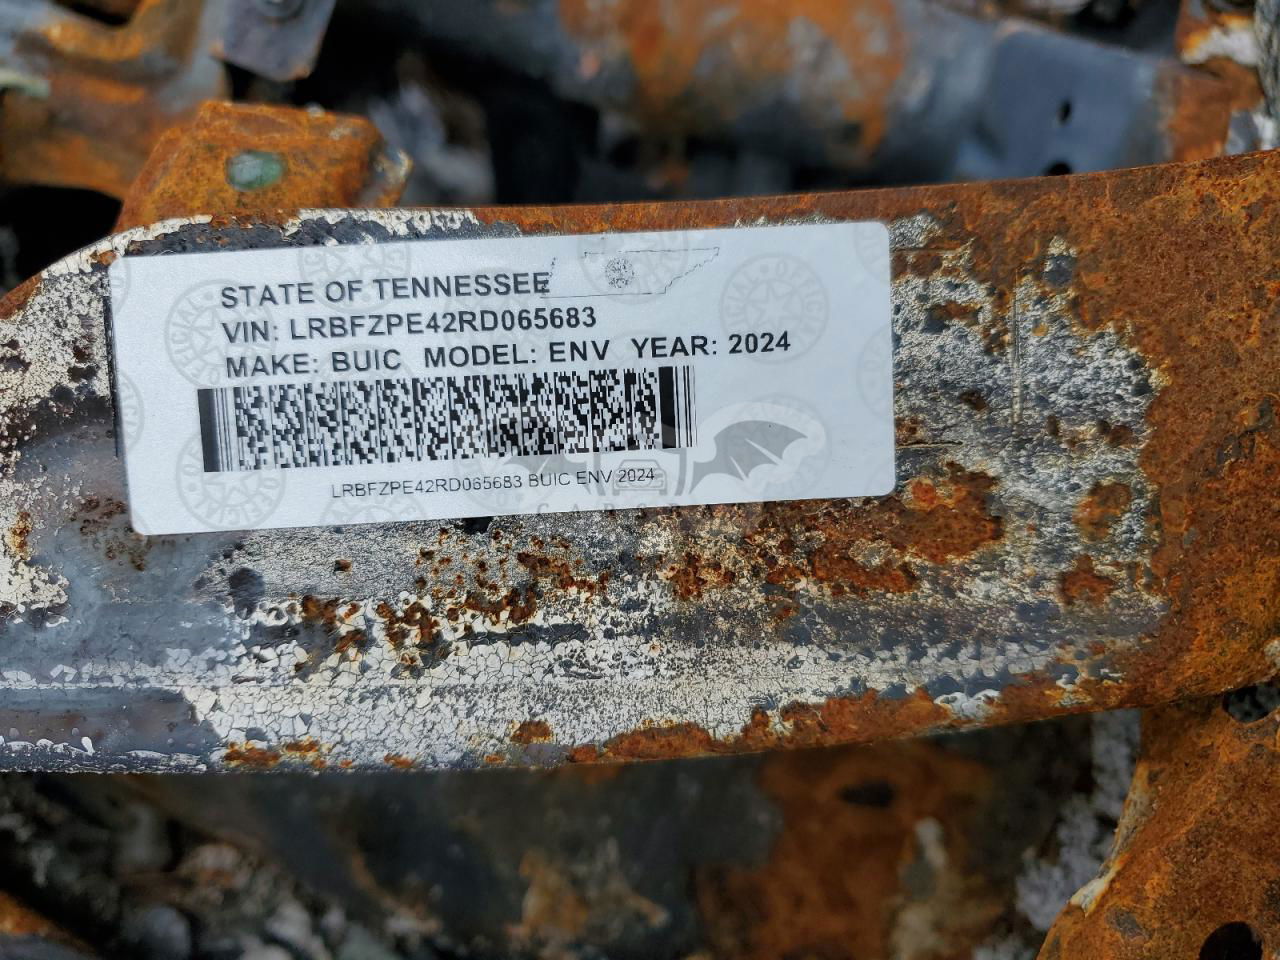 STATE OF TENNESSEE
VIN: LRBFZPE42RD065683
MAKE: BUIC MODEL: ENV YEAR: 2024
LRBFZPE42RD065683 BUIC ENV 2024